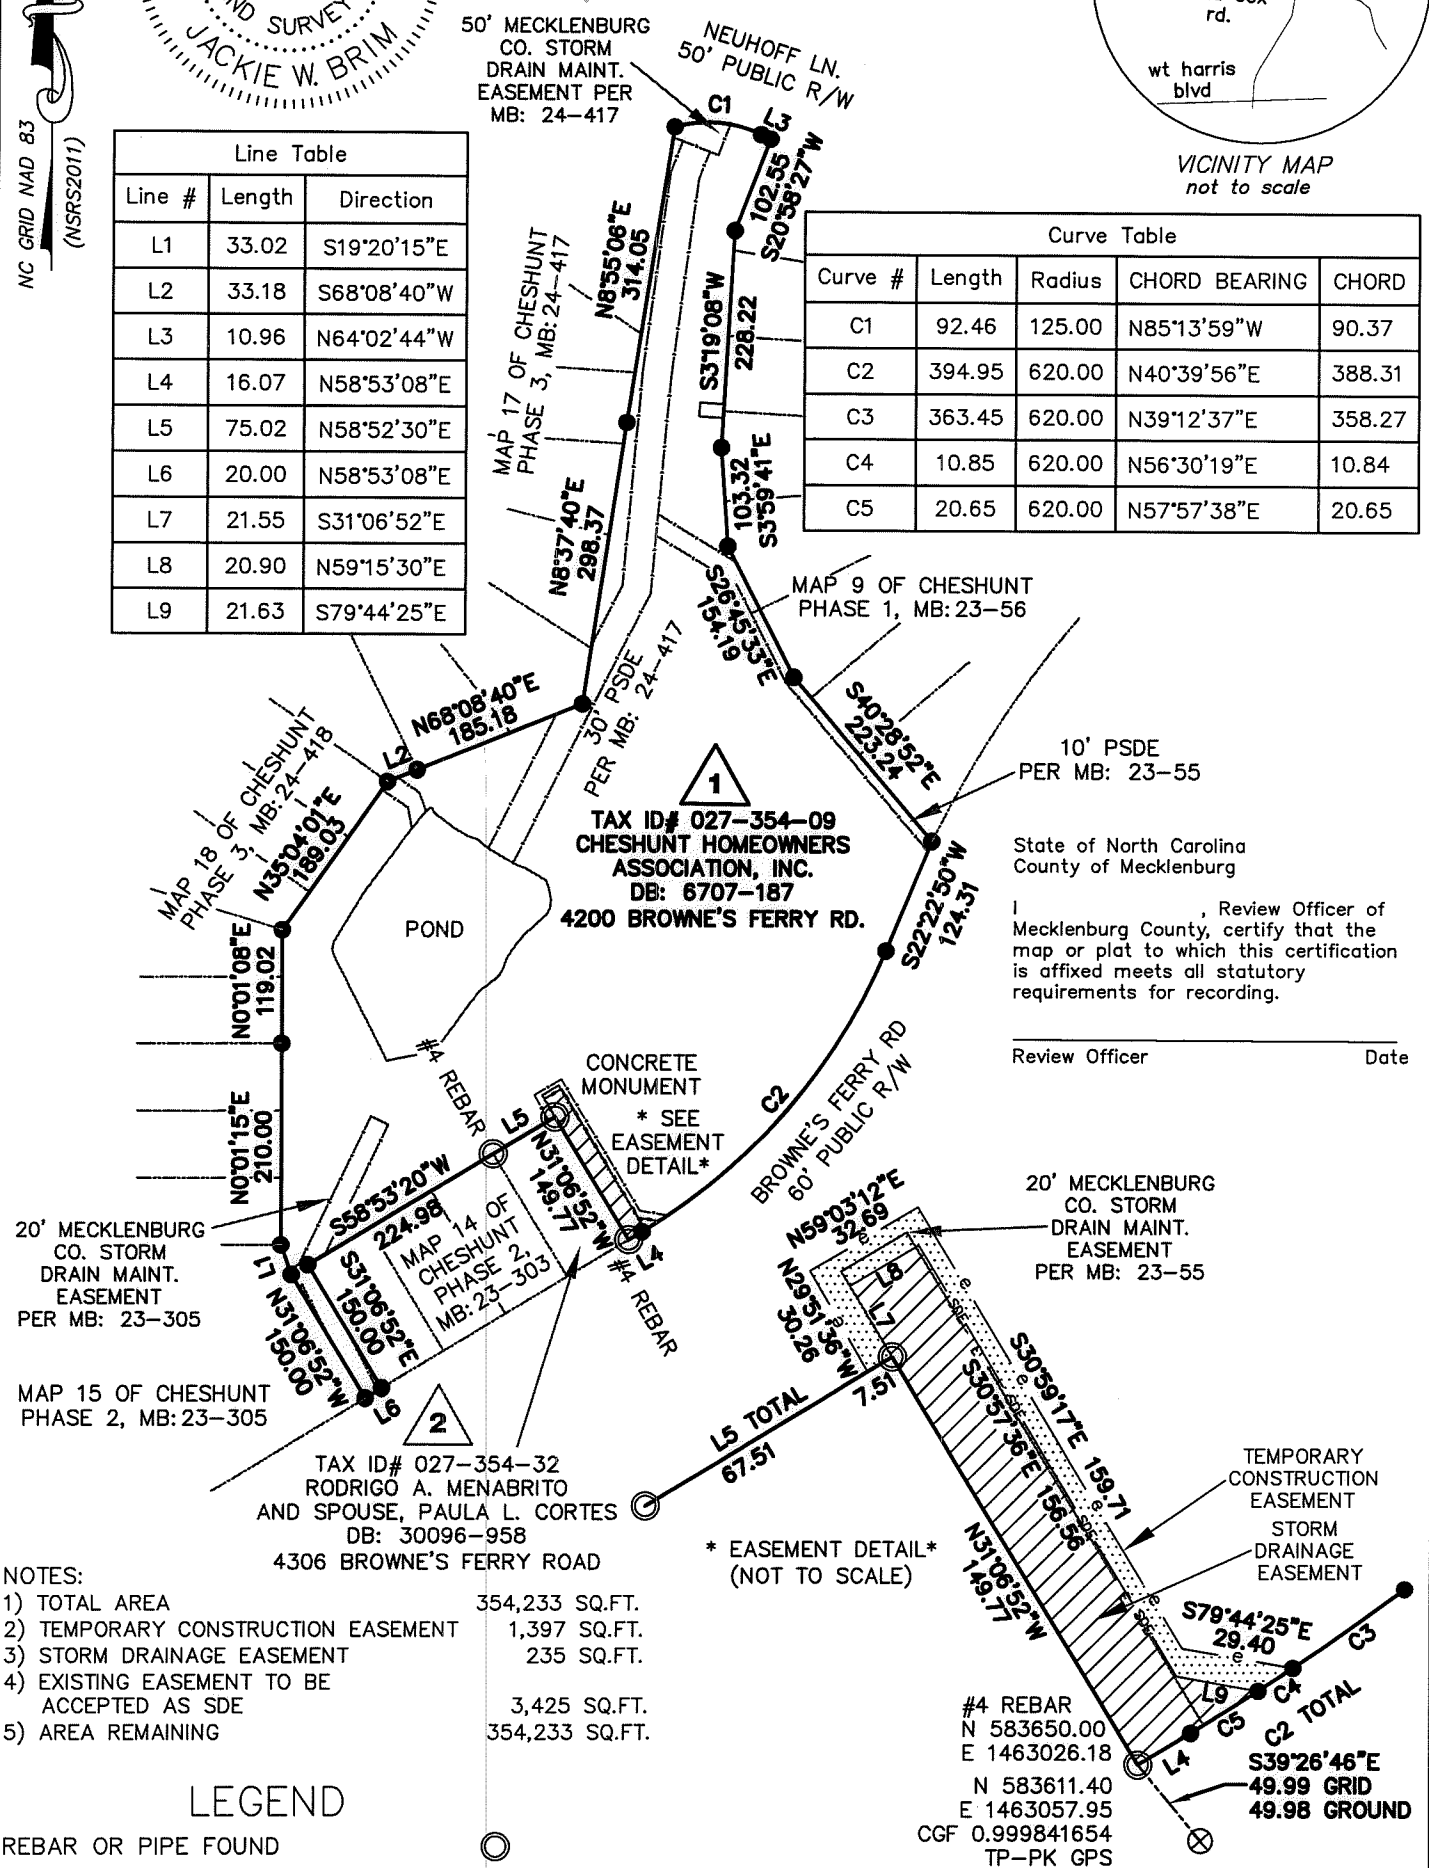 ND SURVEY
JACKIE W. BRIM
NC GRID NAD 83
(NSRS2011)
50' MECKLENBURG
CO. STORM
DRAIN MAINT.
EASEMENT PER
MB: 24-417
NEUHOFF LN.
50' PUBLIC R/W
rd.
wt harris
blvd
VICINITY MAP
not to scale
Line Table
Line # Length Direction
L1 33.02 S19°20'15"E
L2 33.18 S68°08'40"W
L3 10.96 N64°02'44"W
L4 16.07 N58°53'08"E
L5 75.02 N58°52'30"E
L6 20.00 N58°53'08"E
L7 21.55 S31°06'52"E
L8 20.90 N59°15'30"E
L9 21.63 S79°44'25"E
Curve Table
Curve # Length Radius CHORD BEARING CHORD
C1 92.46 125.00 N85°13'59"W 90.37
C2 394.95 620.00 N40°39'56"E 388.31
C3 363.45 620.00 N39°12'37"E 358.27
C4 10.85 620.00 N56°30'19"E 10.84
C5 20.65 620.00 N57°57'38"E 20.65
C1
L3
102.55
S20°58'27"W
N8°55'06"E
314.05
S3°19'08"W
228.22
MAP 17 OF CHESHUNT
PHASE 3, MB:24-417
103.32
S3°59'41"E
N8°37'40"E
298.37
S26°45'33"E
154.19
MAP 9 OF CHESHUNT
PHASE 1, MB:23-56
30' PSDE
PER MB: 24-417
N68°08'40"E
185.18
L2
S40°28'52"E
223.24
10' PSDE
PER MB: 23-55
MAP 18 OF CHESHUNT
PHASE 3, MB:24-418
N35°04'01"E
189.03
1
TAX ID# 027-354-09
CHESHUNT HOMEOWNERS
ASSOCIATION, INC.
DB: 6707-187
4200 BROWNE'S FERRY RD.
POND
S22°22'50"W
124.31
State of North Carolina
County of Mecklenburg
I , Review Officer of
Mecklenburg County, certify that the
map or plat to which this certification
is affixed meets all statutory
requirements for recording.
Review Officer Date
N0°01'08"E
119.02
N0°01'15"E
210.00
#4 REBAR
CONCRETE
MONUMENT
* SEE
EASEMENT
DETAIL*
C2
BROWNE'S FERRY RD
60' PUBLIC R/W
L5
N31°06'52"W
149.77
S58°53'20"W
224.98
MAP 14 OF
CHESHUNT
PHASE 2,
MB:23-303
L4
#4 REBAR
20' MECKLENBURG
CO. STORM
DRAIN MAINT.
EASEMENT
PER MB: 23-305
L1
N31°06'52"W
150.00
S31°06'52"E
150.00
L6
MAP 15 OF CHESHUNT
PHASE 2, MB:23-305
2
TAX ID# 027-354-32
RODRIGO A. MENABRITO
AND SPOUSE, PAULA L. CORTES
DB: 30096-958
4306 BROWNE'S FERRY ROAD
20' MECKLENBURG
CO. STORM
DRAIN MAINT.
EASEMENT
PER MB: 23-55
N59°03'12"E
32.69
N29°51'36"W
30.26
L8
L7
7.51
L5 TOTAL
67.51
e
e
e
e
e
e
SDE
SDE
SDE
SDE
S30°59'17"E 159.71
S30°57'36"E 156.56
N31°06'52"W
149.77
* EASEMENT DETAIL*
(NOT TO SCALE)
TEMPORARY
CONSTRUCTION
EASEMENT
STORM
DRAINAGE
EASEMENT
S79°44'25"E
29.40
C3
C4
L9
C5
L4
C2 TOTAL
#4 REBAR
N 583650.00
E 1463026.18
N 583611.40
E 1463057.95
CGF 0.999841654
TP-PK GPS
S39°26'46"E
49.99 GRID
49.98 GROUND
NOTES:
1) TOTAL AREA 354,233 SQ.FT.
2) TEMPORARY CONSTRUCTION EASEMENT 1,397 SQ.FT.
3) STORM DRAINAGE EASEMENT 235 SQ.FT.
4) EXISTING EASEMENT TO BE
ACCEPTED AS SDE 3,425 SQ.FT.
5) AREA REMAINING 354,233 SQ.FT.
LEGEND
REBAR OR PIPE FOUND